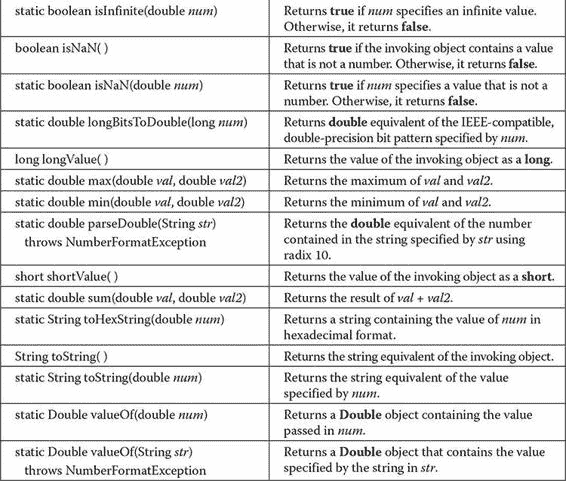 static boolean isInfinite(double num)
Returns true if num specifies an infinite value.
Otherwise, it returns false.
boolean isNaN( )
Returns true if the invoking object contains a value
that is not a number. Otherwise, it returns false.
static boolean isNaN(double num)
Returns true if num specifies a value that is not a
number. Otherwise, it returns false.
static double longBitsToDouble(long num)
Returns double equivalent of the IEEE-compatible,
double-precision bit pattern specified by num.
long longValue( )
Returns the value of the invoking object as a long.
static double max(double val, double val2)
Returns the maximum of val and val2.
static double min(double val, double val2)
Returns the minimum of val and val2.
static double parseDouble(String str)
throws NumberFormatException
Returns the double equivalent of the number
contained in the string specified by str using
radix 10.
short shortValue( )
Returns the value of the invoking object as a short.
static double sum(double val, double val2)
Returns the result of val + val2.
static String toHexString(double num)
Returns a string containing the value of num in
hexadecimal format.
String toString( )
Returns the string equivalent of the invoking object.
static String toString(double num)
Returns the string equivalent of the value
specified by num.
static Double valueOf(double num)
Returns a Double object containing the value
passed in num.
static Double valueOf(String str)
throws NumberFormatException
Returns a Double object that contains the value
specified by the string in str.